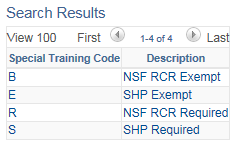 Search Results
View 100 First 1-4 of 4 Last
Special Training Code Description
B NSF RCR Exempt
E SHP Exempt
R NSF RCR Required
S SHP Required